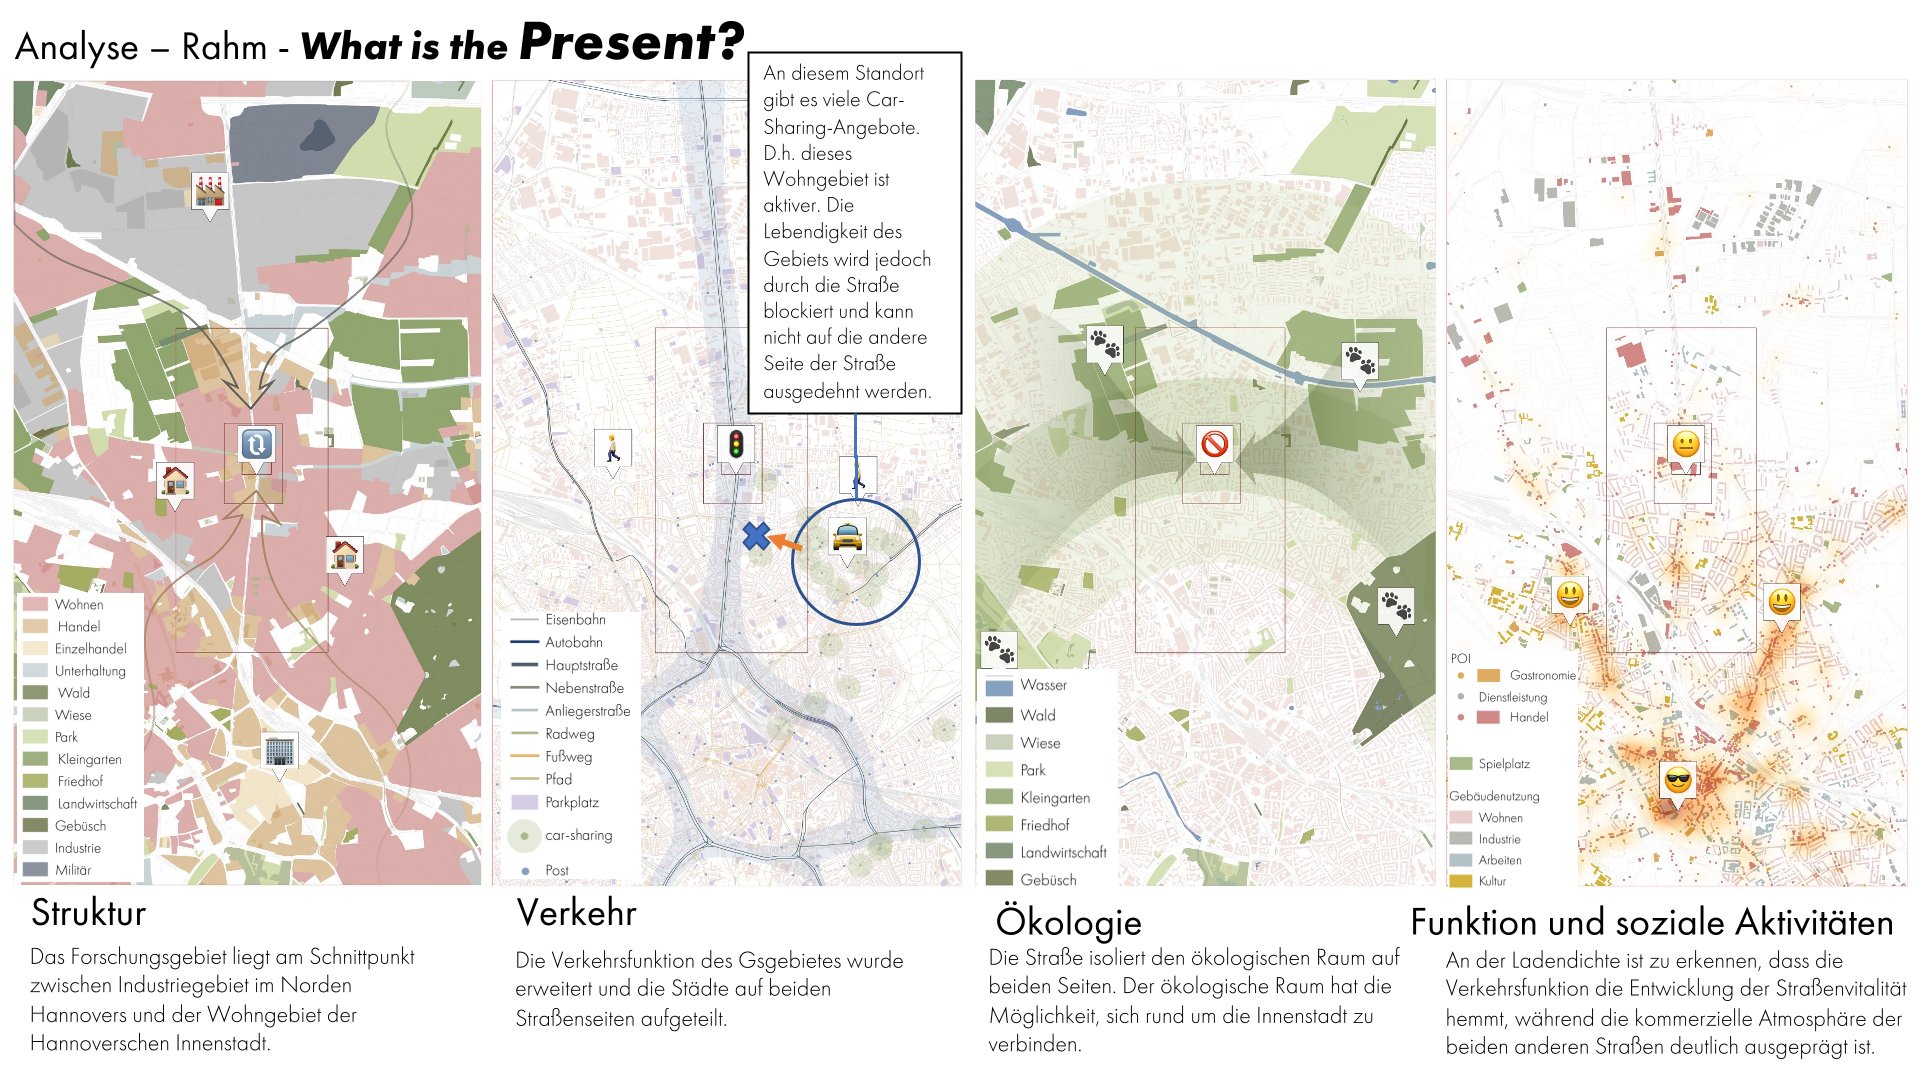 Analyse – Rahm - What is the Present?
An diesem Standort
gibt es viele Car-
Sharing-Angebote.
D.h. dieses
Wohngebiet ist
aktiver. Die
Lebendigkeit des
Gebiets wird jedoch
durch die Straße
blockiert und kann
nicht auf die andere
Seite der Straße
ausgedehnt werden.
Wohnen
Handel
Einzelhandel
Unterhaltung
Wald
Wiese
Park
Kleingarten
Friedhof
Landwirtschaft
Gebüsch
Industrie
Militär
Eisenbahn
Autobahn
Hauptstraße
Nebenstraße
Anliegerstraße
Radweg
Fußweg
Pfad
Parkplatz
car-sharing
Post
Wasser
Wald
Wiese
Park
Kleingarten
Friedhof
Landwirtschaft
Gebüsch
POI
Gastronomie
Dienstleistung
Handel
Spielplatz
Gebäudenutzung
Wohnen
Industrie
Arbeiten
Kultur
Struktur
Das Forschungsgebiet liegt am Schnittpunkt
zwischen Industriegebiet im Norden
Hannovers und der Wohngebiet der
Hannoverschen Innenstadt.
Verkehr
Die Verkehrsfunktion des Gsgebietes wurde
erweitert und die Städte auf beiden
Straßenseiten aufgeteilt.
Ökologie
Die Straße isoliert den ökologischen Raum auf
beiden Seiten. Der ökologische Raum hat die
Möglichkeit, sich rund um die Innenstadt zu
verbinden.
Funktion und soziale Aktivitäten
An der Ladendichte ist zu erkennen, dass die
Verkehrsfunktion die Entwicklung der Straßenvitalität
hemmt, während die kommerzielle Atmosphäre der
beiden anderen Straßen deutlich ausgeprägt ist.